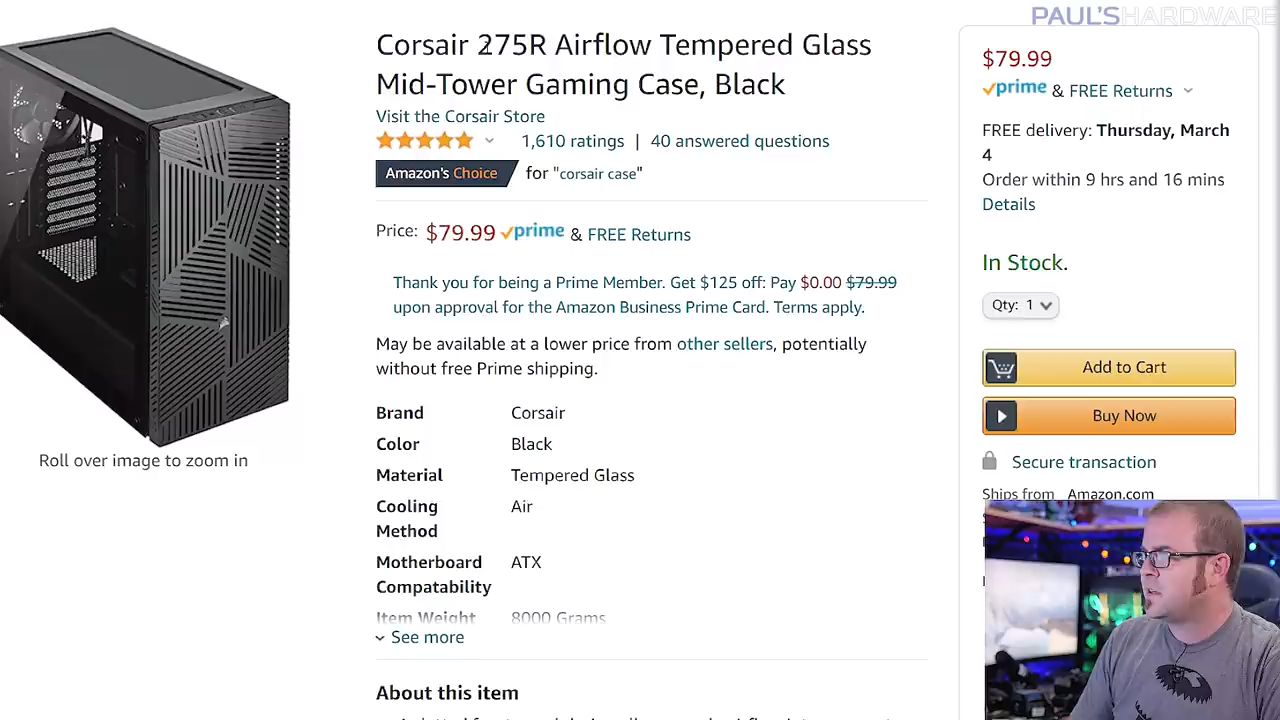 PAUL'SHARDWARE
Corsair 275R Airflow Tempered Glass
Mid-Tower Gaming Case, Black
Visit the Corsair Store
1,610 ratings | 40 answered questions
Amazon's Choice for "corsair case"
Price: $79.99 prime & FREE Returns
Thank you for being a Prime Member. Get $125 off: Pay $0.00 $79.99
upon approval for the Amazon Business Prime Card. Terms apply.
May be available at a lower price from other sellers, potentially
without free Prime shipping.
Brand Corsair
Color Black
Material Tempered Glass
Cooling Method Air
Motherboard Compatability ATX
Item Weight 8000 Grams
See more
About this item
Roll over image to zoom in
$79.99
prime & FREE Returns
FREE delivery: Thursday, March
4
Order within 9 hrs and 16 mins
Details
In Stock.
Qty: 1
Add to Cart
Buy Now
Secure transaction
Ships from Amazon.com